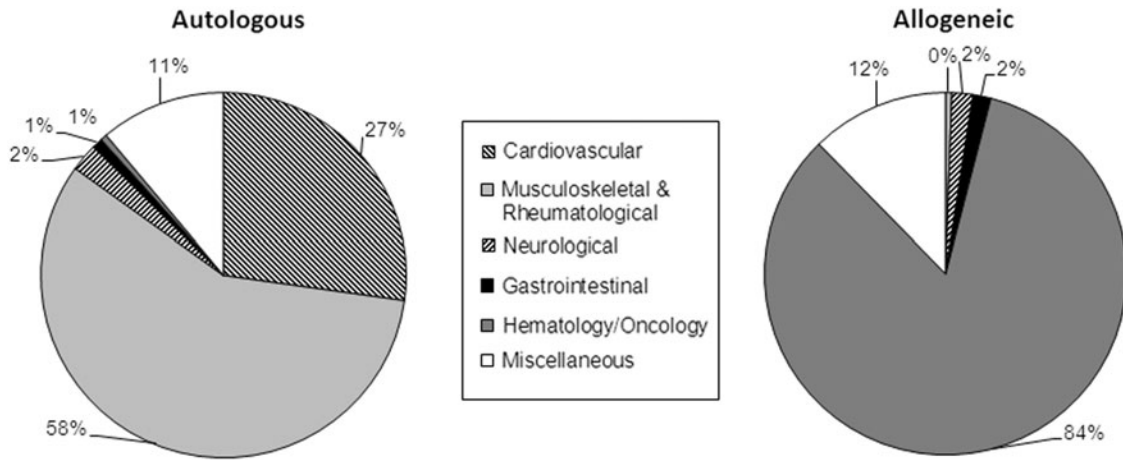 Autologous
11%
1%
1%
2%
27%
58%
Cardiovascular
Musculoskeletal &
Rheumatological
Neurological
Gastrointestinal
Hematology/Oncology
Miscellaneous
Allogeneic
12%
0%
2%
2%
84%